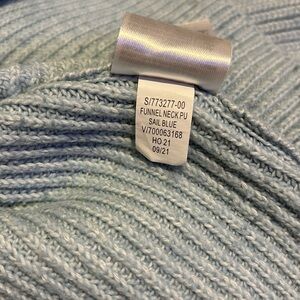 S/773277-00
FUNNEL NECK PU
SAIL BLUE
V/700063168
HO 21
09/21